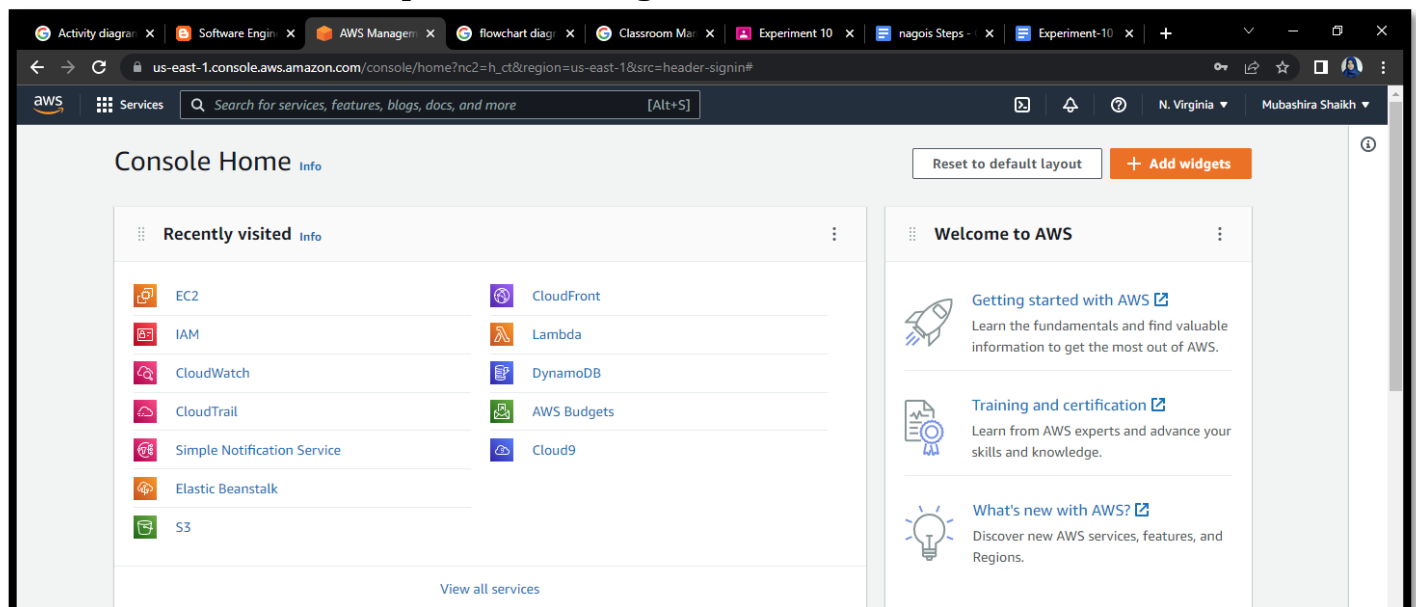 Activity diagran
Software Engin
AWS Managem
flowchart diagr
Classroom Man
Experiment 10
nagois Steps -
Experiment-10
us-east-1.console.aws.amazon.com/console/home?nc2=h_ct&region=us-east-1&src=header-signin#
aws
Services
Search for services, features, blogs, docs, and more
[Alt+S]
N. Virginia ▼
Mubashira Shaikh ▼
Console Home Info
Reset to default layout
+ Add widgets
Recently visited Info
EC2
IAM
CloudWatch
CloudTrail
Simple Notification Service
Elastic Beanstalk
S3
CloudFront
Lambda
DynamoDB
AWS Budgets
Cloud9
View all services
Welcome to AWS
Getting started with AWS
Learn the fundamentals and find valuable
information to get the most out of AWS.
Training and certification
Learn from AWS experts and advance your
skills and knowledge.
What's new with AWS?
Discover new AWS services, features, and
Regions.